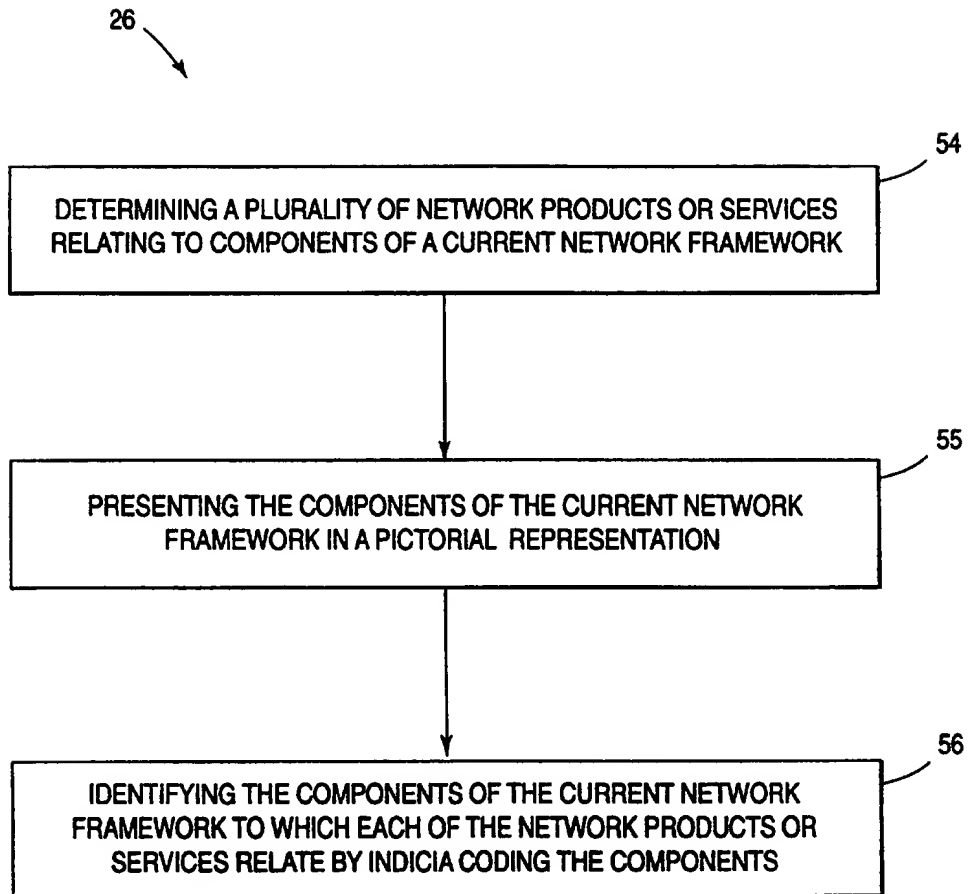 26
54
DETERMINING A PLURALITY OF NETWORK PRODUCTS OR SERVICES
RELATING TO COMPONENTS OF A CURRENT NETWORK FRAMEWORK
55
PRESENTING THE COMPONENTS OF THE CURRENT NETWORK
FRAMEWORK IN A PICTORIAL REPRESENTATION
56
IDENTIFYING THE COMPONENTS OF THE CURRENT NETWORK
FRAMEWORK TO WHICH EACH OF THE NETWORK PRODUCTS OR
SERVICES RELATE BY INDICIA CODING THE COMPONENTS